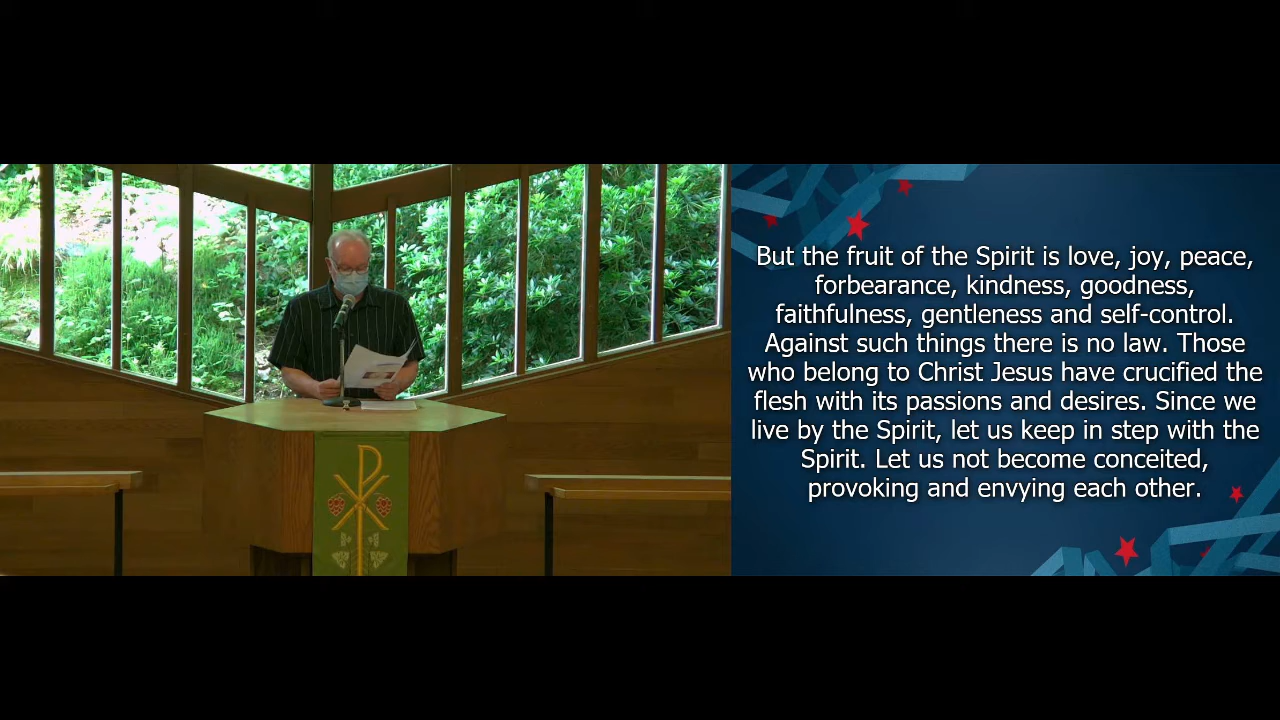 But the fruit of the Spirit is love, joy, peace,
forbearance, kindness, goodness,
faithfulness, gentleness and self-control.
Against such things there is no law. Those
who belong to Christ Jesus have crucified the
flesh with its passions and desires. Since we
live by the Spirit, let us keep in step with the
Spirit. Let us not become conceited,
provoking and envying each other.